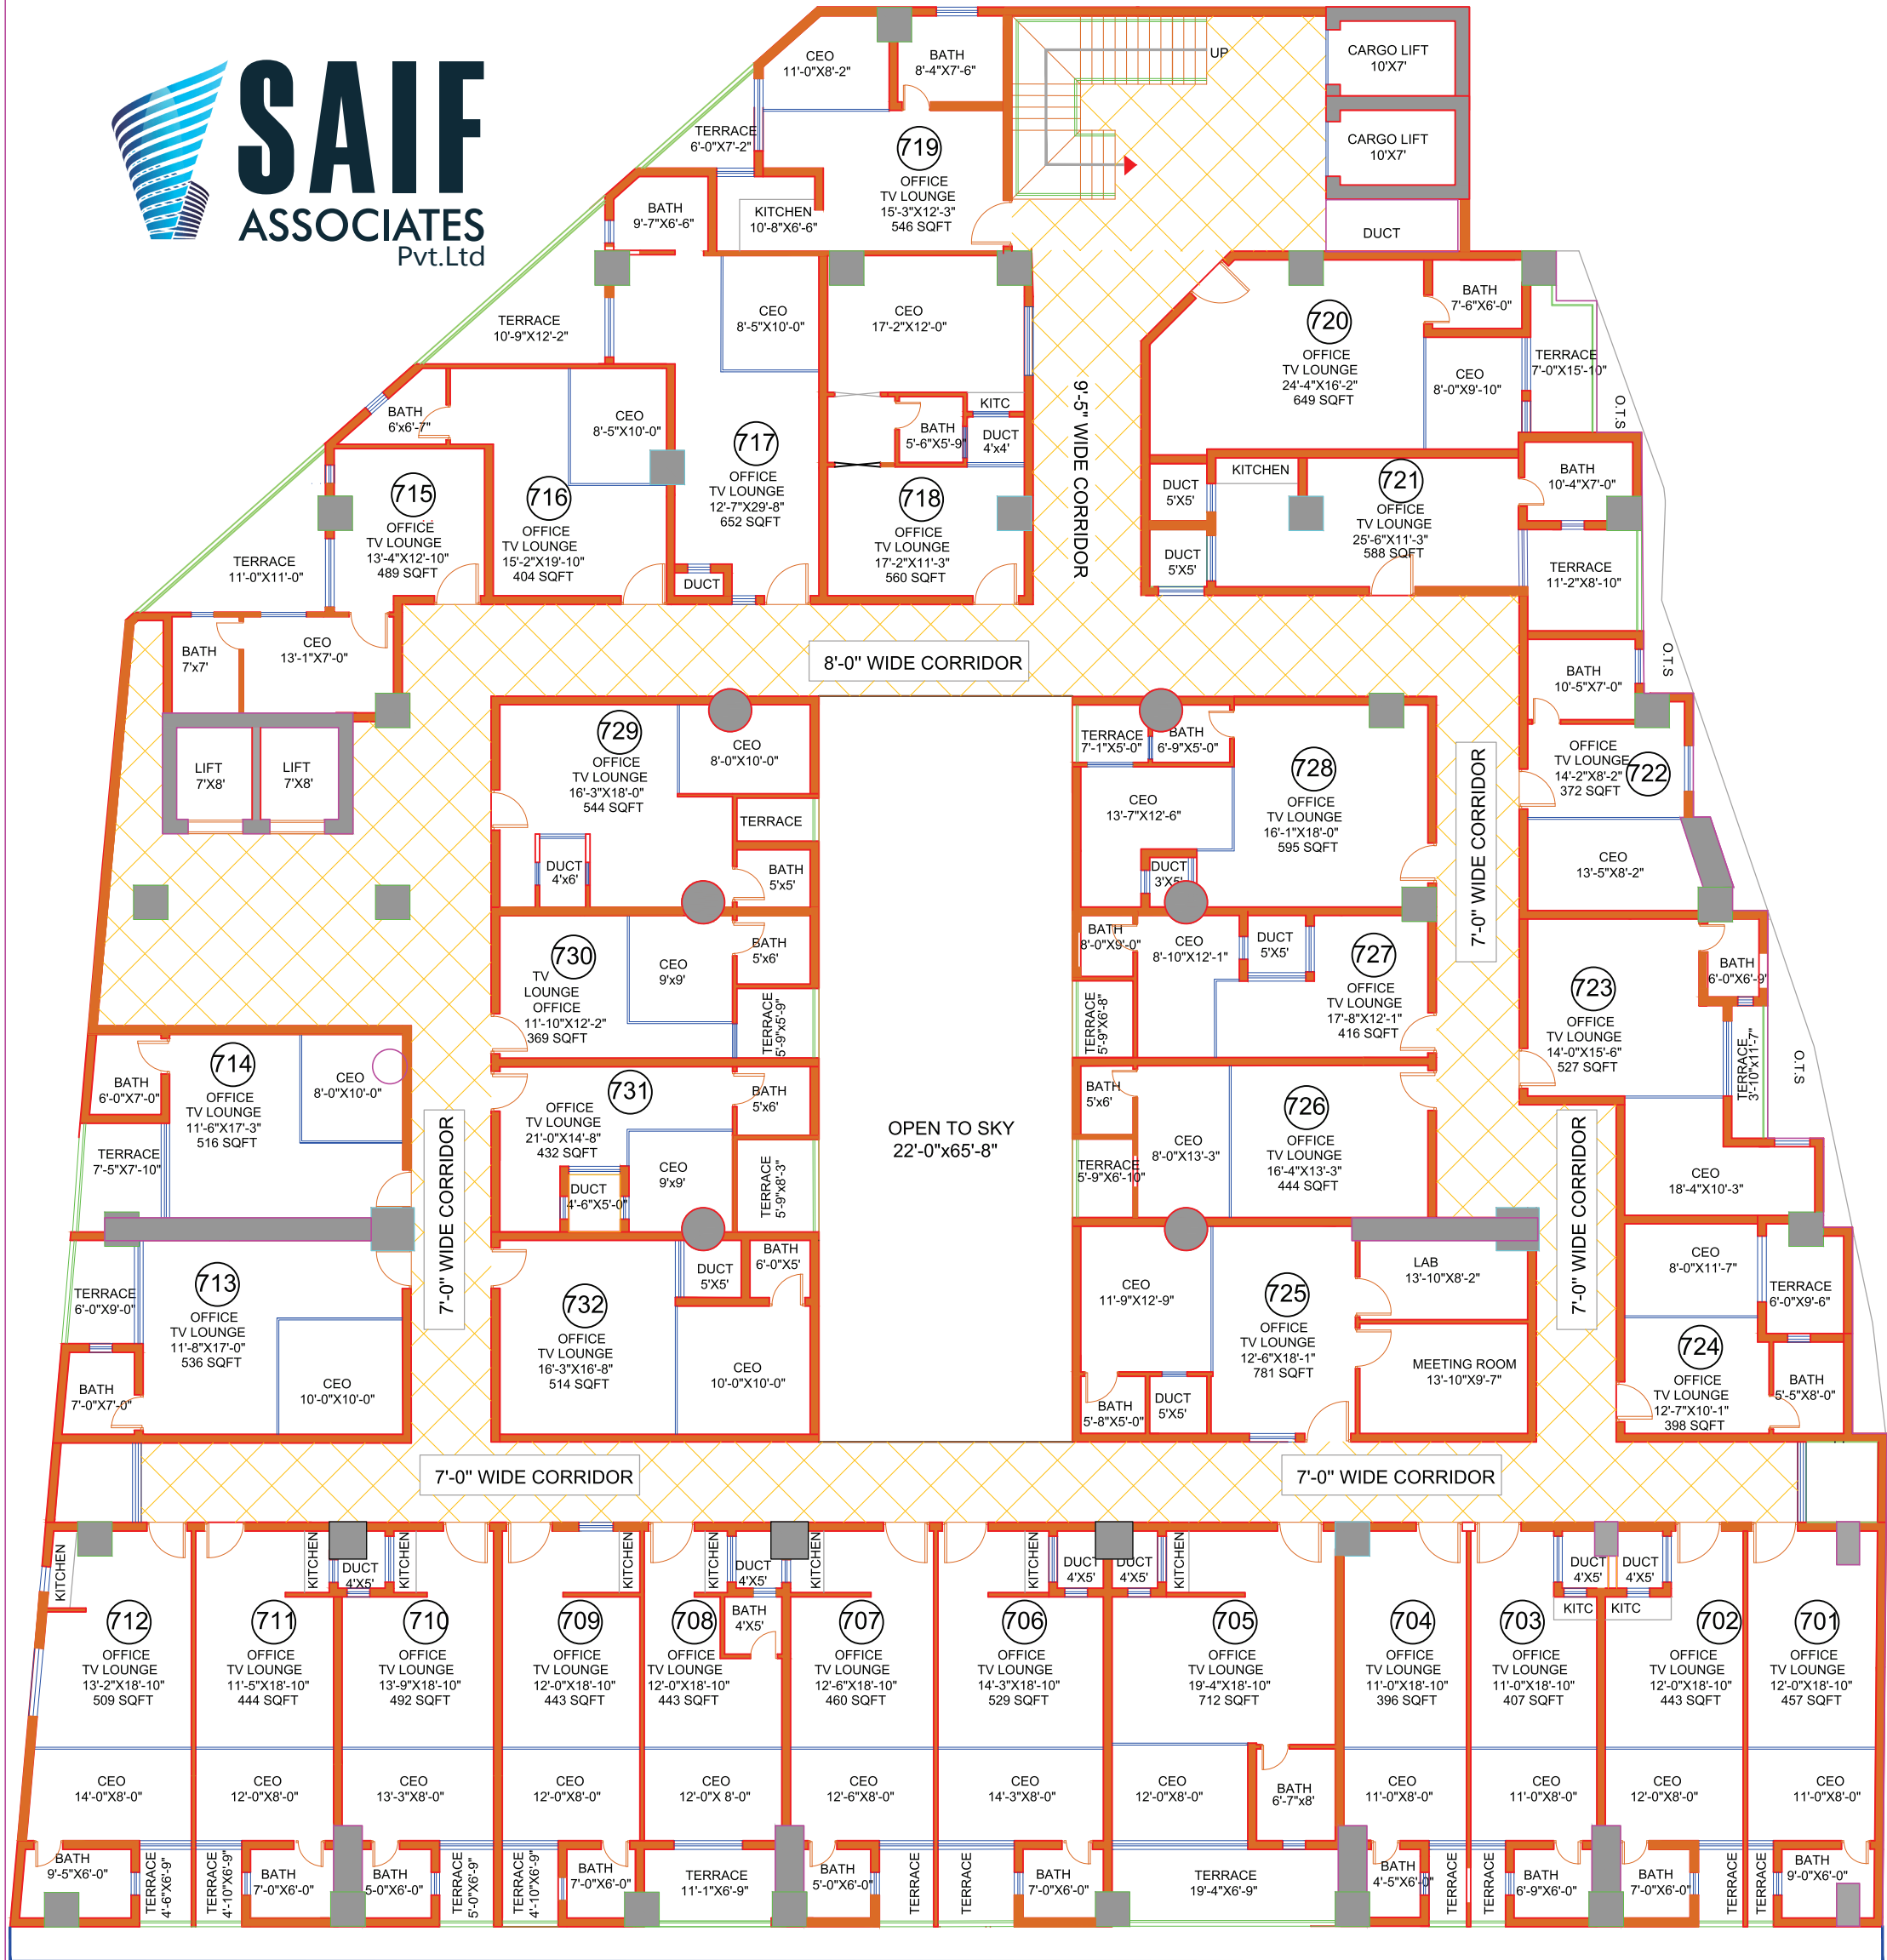 SAIF
ASSOCIATES
Pvt.Ltd
CEO
11'-0"X8'-2"
BATH
8'-4"X7'-6"
UP
CARGO LIFT
10'X7'
CARGO LIFT
10'X7'
DUCT
TERRACE
6'-0"X7'-2"
719
OFFICE
TV LOUNGE
15'-3"X12'-3"
546 SQFT
KITCHEN
10'-8"X6'-6"
BATH
9'-7"X6'-6"
TERRACE
10'-9"X12'-2"
CEO
8'-5"X10'-0"
717
OFFICE
TV LOUNGE
12'-7"X29'-8"
652 SQFT
DUCT
CEO
17'-2"X12'-0"
KITC
BATH
5'-6"X5'-9"
DUCT
4'x4'
718
OFFICE
TV LOUNGE
17'-2"X11'-3"
560 SQFT
9'-5" WIDE CORRIDOR
720
OFFICE
TV LOUNGE
24'-4"X16'-2"
649 SQFT
BATH
7'-6"X6'-0"
CEO
8'-0"X9'-10"
TERRACE
7'-0"X15'-10"
O.T.S
BATH
6'x6'-7"
CEO
8'-5"X10'-0"
716
OFFICE
TV LOUNGE
15'-2"X19'-10"
404 SQFT
715
OFFICE
TV LOUNGE
13'-4"X12'-10"
489 SQFT
TERRACE
11'-0"X11'-0"
BATH
7'x7'
CEO
13'-1"X7'-0"
DUCT
5'X5'
DUCT
5'X5'
KITCHEN
721
OFFICE
TV LOUNGE
25'-6"X11'-3"
588 SQFT
BATH
10'-4"X7'-0"
TERRACE
11'-2"X8'-10"
O.T.S
8'-0" WIDE CORRIDOR
BATH
10'-5"X7'-0"
OFFICE
TV LOUNGE
14'-2"X8'-2"
372 SQFT
722
CEO
13'-5"X8'-2"
LIFT
7'X8'
LIFT
7'X8'
729
OFFICE
TV LOUNGE
16'-3"X18'-0"
544 SQFT
CEO
8'-0"X10'-0"
TERRACE
DUCT
4'x6'
BATH
5'x5'
TERRACE
7'-1"X5'-0"
BATH
6'-9"X5'-0"
728
OFFICE
TV LOUNGE
16'-1"X18'-0"
595 SQFT
CEO
13'-7"X12'-6"
DUCT
3'X5'
7'-0" WIDE CORRIDOR
730
TV
LOUNGE
OFFICE
11'-10"X12'-2"
369 SQFT
CEO
9'x9'
BATH
5'x6'
TERRACE
5'-9"x5'-9"
BATH
8'-0"X9'-0"
CEO
8'-10"X12'-1"
DUCT
5'X5'
727
OFFICE
TV LOUNGE
17'-8"X12'-1"
416 SQFT
TERRACE
5'-9"X6'-8"
723
OFFICE
TV LOUNGE
14'-0"X15'-6"
527 SQFT
BATH
6'-0"X6'-9'
TERRACE
3'-10"x11'-7"
O.T.S
CEO
18'-4"X10'-3"
714
OFFICE
TV LOUNGE
11'-6"X17'-3"
516 SQFT
BATH
6'-0"X7'-0"
CEO
8'-0"X10'-0"
TERRACE
7'-5"X7'-10"
7'-0" WIDE CORRIDOR
731
OFFICE
TV LOUNGE
21'-0"X14'-8"
432 SQFT
BATH
5'x6'
CEO
9'x9'
DUCT
4'-6"X5'-0"
TERRACE
5'-9"x8'-3"
OPEN TO SKY
22'-0"x65'-8"
BATH
5'x6'
TERRACE
5'-9"X6'-10"
CEO
8'-0"X13'-3"
726
OFFICE
TV LOUNGE
16'-4"X13'-3"
444 SQFT
7'-0" WIDE CORRIDOR
TERRACE
6'-0"X9'-0"
713
OFFICE
TV LOUNGE
11'-8"X17'-0"
536 SQFT
BATH
7'-0"X7'-0"
CEO
10'-0"X10'-0"
732
OFFICE
TV LOUNGE
16'-3"X16'-8"
514 SQFT
DUCT
5'X5'
BATH
6'-0"X5'
CEO
10'-0"X10'-0"
CEO
11'-9"X12'-9"
725
OFFICE
TV LOUNGE
12'-6"X18'-1"
781 SQFT
LAB
13'-10"X8'-2"
MEETING ROOM
13'-10"X9'-7"
BATH
5'-8"X5'-0"
DUCT
5'X5'
CEO
8'-0"X11'-7"
TERRACE
6'-0"X9'-6"
724
OFFICE
TV LOUNGE
12'-7"X10'-1"
398 SQFT
BATH
5'-5"X8'-0"
7'-0" WIDE CORRIDOR
7'-0" WIDE CORRIDOR
KITCHEN
KITCHEN
DUCT
4'X5'
KITCHEN
KITCHEN
KITCHEN
DUCT
4'X5'
KITCHEN
KITCHEN
DUCT
4'X5'
DUCT
4'X5'
KITCHEN
DUCT
4'X5'
DUCT
4'X5'
KITC
KITC
BATH
4'X5'
712
OFFICE
TV LOUNGE
13'-2"X18'-10"
509 SQFT
711
OFFICE
TV LOUNGE
11'-5"X18'-10"
444 SQFT
710
OFFICE
TV LOUNGE
13'-9"X18'-10"
492 SQFT
709
OFFICE
TV LOUNGE
12'-0"X18'-10"
443 SQFT
708
OFFICE
TV LOUNGE
12'-0"X18'-10"
443 SQFT
707
OFFICE
TV LOUNGE
12'-6"X18'-10"
460 SQFT
706
OFFICE
TV LOUNGE
14'-3"X18'-10"
529 SQFT
705
OFFICE
TV LOUNGE
19'-4"X18'-10"
712 SQFT
704
OFFICE
TV LOUNGE
11'-0"X18'-10"
396 SQFT
703
OFFICE
TV LOUNGE
11'-0"X18'-10"
407 SQFT
702
OFFICE
TV LOUNGE
12'-0"X18'-10"
443 SQFT
701
OFFICE
TV LOUNGE
12'-0"X18'-10"
457 SQFT
CEO
14'-0"X8'-0"
CEO
12'-0"X8'-0"
CEO
13'-3"X8'-0"
CEO
12'-0"X8'-0"
CEO
12'-0"X 8'-0"
CEO
12'-6"X8'-0"
CEO
14'-3"X8'-0"
CEO
12'-0"X8'-0"
BATH
6'-7"x8'
CEO
11'-0"X8'-0"
CEO
11'-0"X8'-0"
CEO
12'-0"X8'-0"
CEO
11'-0"X8'-0"
BATH
9'-5"X6'-0"
TERRACE
4'-6"X6'-9"
TERRACE
4'-10"X6'-9"
BATH
7'-0"X6'-0"
BATH
5-0"X6'-0"
TERRACE
5'-0"X6'-9"
TERRACE
4'-10"X6'-9"
BATH
7'-0"X6'-0"
TERRACE
11'-1"X6'-9"
BATH
5'-0"X6'-0"
TERRACE
TERRACE
BATH
7'-0"X6'-0"
TERRACE
19'-4"X6'-9"
BATH
4'-5"X6'-0"
TERRACE
TERRACE
BATH
6'-9"X6'-0"
BATH
7'-0"X6'-0"
TERRACE
TERRACE
BATH
9'-0"X6'-0"